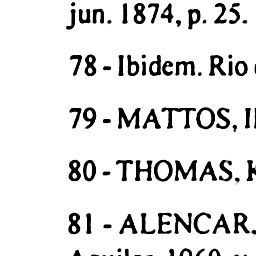 jun. 1874, p. 25.
78 - Ibidem. Rio
79 - MATTOS,
80 - THOMAS,
81 - ALENCAR,